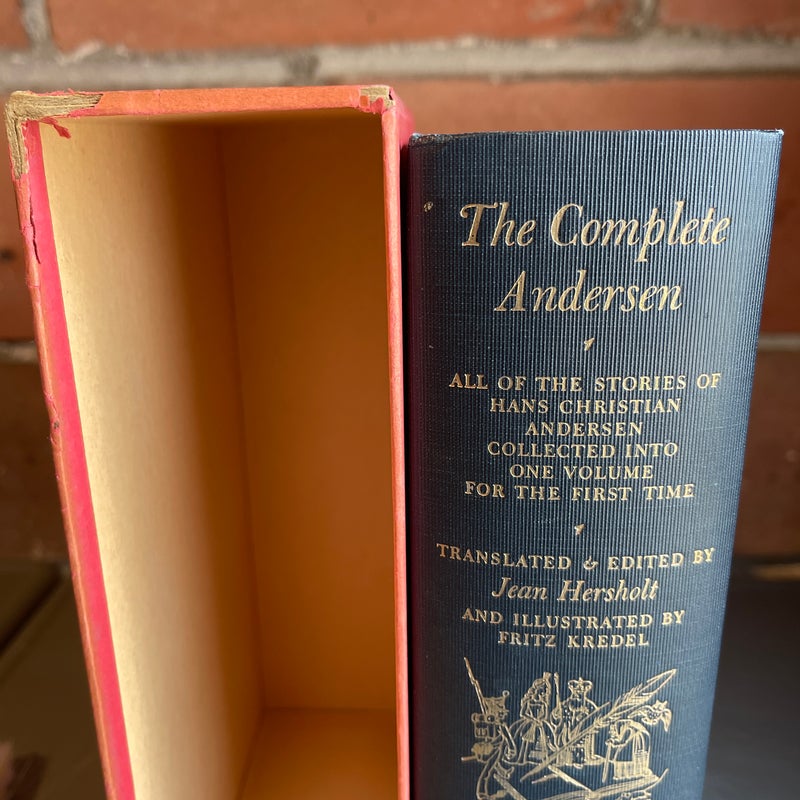 The Complete
Andersen
ALL OF THE STORIES OF
HANS CHRISTIAN
ANDERSEN
COLLECTED INTO
ONE VOLUME
FOR THE FIRST TIME
TRANSLATED & EDITED BY
Jean Hersholt
AND ILLUSTRATED BY
FRITZ KREDEL